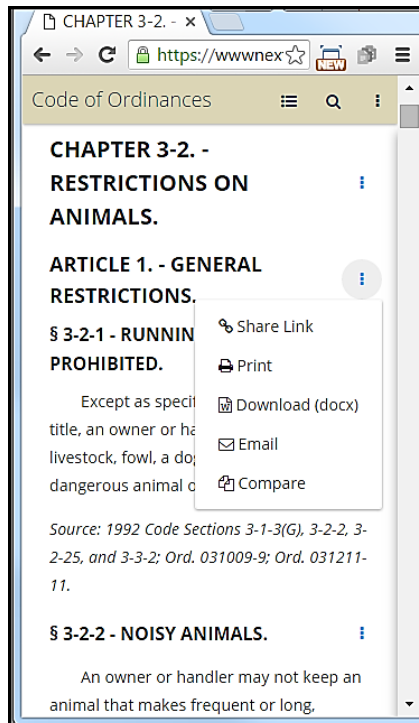 CHAPTER 3-2. -
https://wwwnex
NEW
Code of Ordinances
CHAPTER 3-2. -
RESTRICTIONS ON
ANIMALS.
ARTICLE 1. - GENERAL
RESTRICTIONS.
§ 3-2-1 - RUNNIN
PROHIBITED.
Share Link
Print
Download (docx)
Email
Compare
Except as specif
title, an owner or ha
livestock, fowl, a do
dangerous animal o
Source: 1992 Code Sections 3-1-3(G), 3-2-2, 3-
2-25, and 3-3-2; Ord. 031009-9; Ord. 031211-
11.
§ 3-2-2 - NOISY ANIMALS.
An owner or handler may not keep an
animal that makes frequent or long,